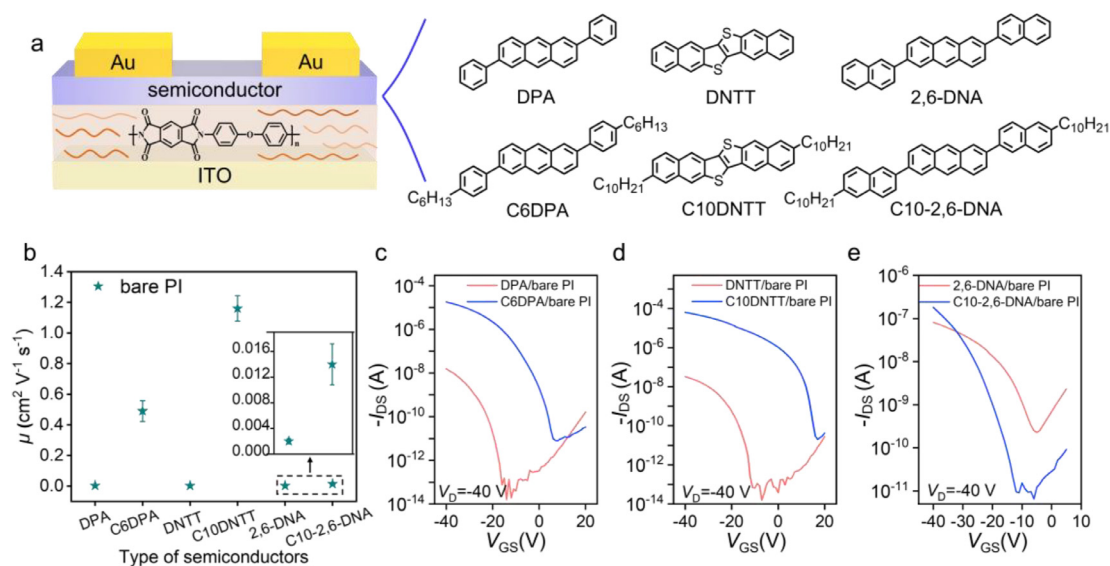 a
Au
Au
semiconductor
O
O
N
N
O
O
O
n
ITO
DPA
S
S
DNTT
2,6-DNA
C6H13
C6H13
C6DPA
S
S
C10H21
C10H21
C10DNTT
C10H21
C10H21
C10-2,6-DNA
b
μ (cm² V⁻¹ s⁻¹)
1.4
1.2
1.0
0.8
0.6
0.4
0.2
0.0
bare PI
0.016
0.012
0.008
0.004
0.000
DPA
C6DPA
DNTT
C10DNTT
2,6-DNA
C10-2,6-DNA
Type of semiconductors
c
-IDS (A)
10⁻⁴
10⁻⁶
10⁻⁸
10⁻¹⁰
10⁻¹²
10⁻¹⁴
DPA/bare PI
C6DPA/bare PI
VD=-40 V
-40
-20
0
20
VGS(V)
d
-IDS (A)
10⁻⁴
10⁻⁶
10⁻⁸
10⁻¹⁰
10⁻¹²
10⁻¹⁴
DNTT/bare PI
C10DNTT/bare PI
VD=-40 V
-40
-20
0
20
VGS(V)
e
-IDS (A)
10⁻⁶
10⁻⁷
10⁻⁸
10⁻⁹
10⁻¹⁰
10⁻¹¹
2,6-DNA/bare PI
C10-2,6-DNA/bare PI
VD=-40 V
-40
-30
-20
-10
0
VGS(V)